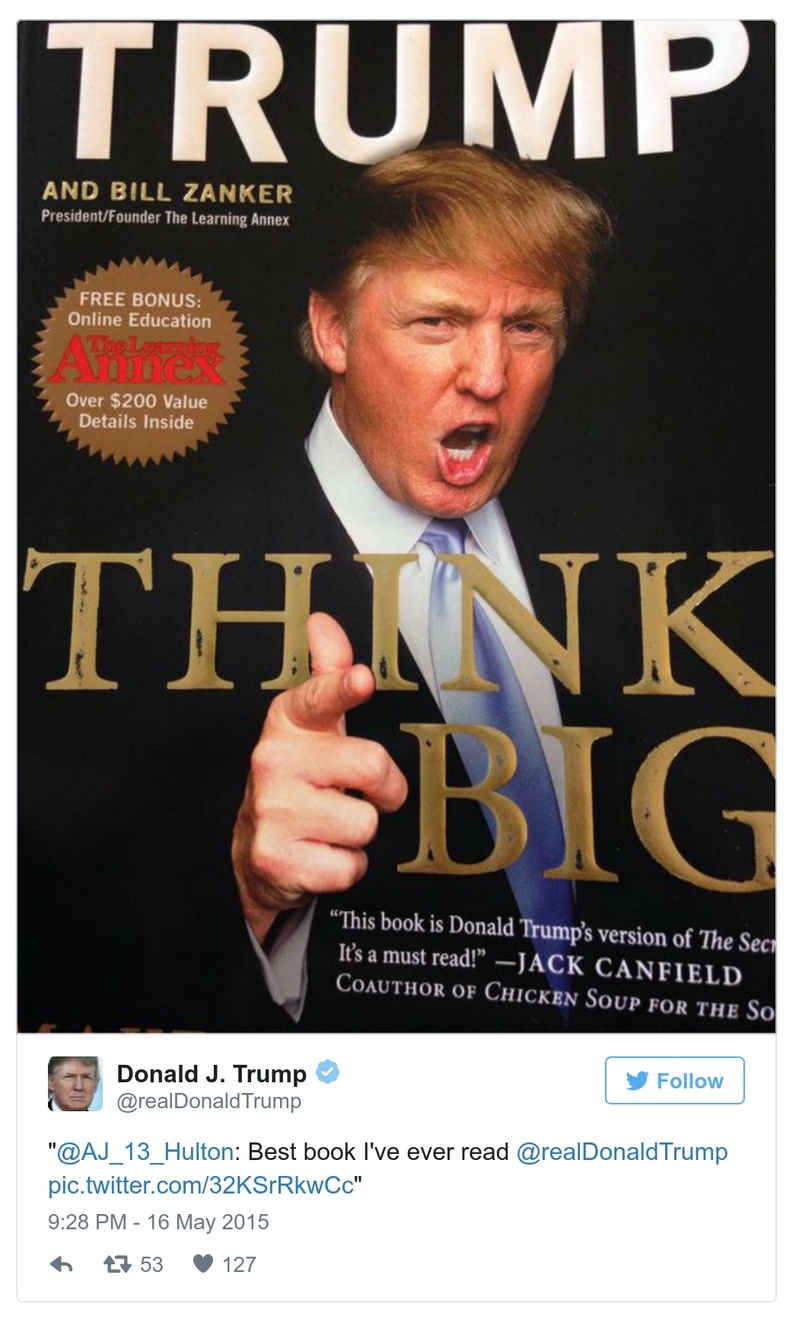 TRUMP
AND BILL ZANKER
President/Founder The Learning Annex
FREE BONUS:
Online Education
The Learning
Annex
Over $200 Value
Details Inside
THINK
BIG
“This book is Donald Trump’s version of The Secr
It’s a must read!” —JACK CANFIELD
COAUTHOR OF CHICKEN SOUP FOR THE SO
Donald J. Trump
@realDonaldTrump
Follow
"@AJ_13_Hulton: Best book I've ever read @realDonaldTrump
pic.twitter.com/32KSrRkwCc"
9:28 PM - 16 May 2015
53 127